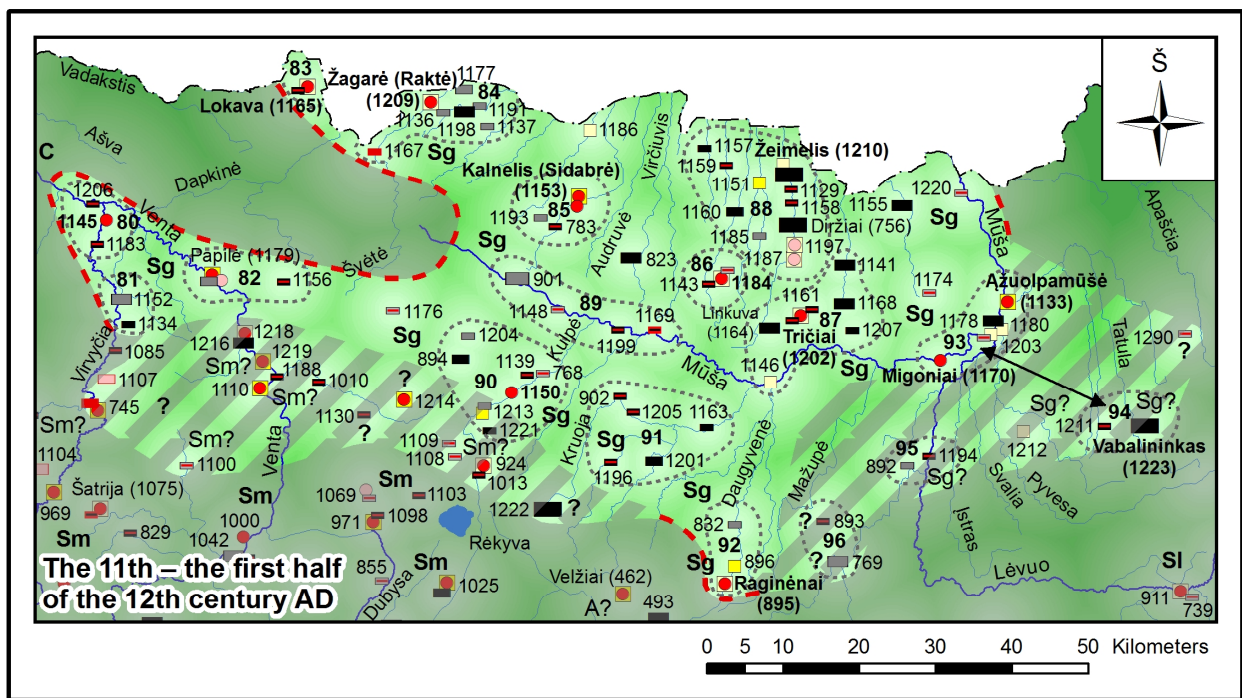 Š
Vadakstis
83
Lokava (1165)
Žagarė (Raktė)
(1209)
1177
84
1191
1136
1198
1137
Sg
1167
1186
Virčiuvis
1157
1159
Žeimelis (1210)
1151
1129
1158
1160
88
1155
1220
Sg
Mūša
Apaščia
C
Ašva
Dapkinė
1206
1145
80
Venta
1183
Sg
Papilė (1179)
82
1156
Švėtė
81
1152
1134
Kalnelis (Sidabrė)
(1153)
85
1193
783
Sg
Audruvė
823
1185
Diržiai (756)
1197
1187
86
1143
1184
1141
1174
Ažuolpamūšė
(1133)
901
89
1148
1169
1199
1161
1168
Linkuva
(1164)
87
1207
Tričiai
(1202)
Sg
1178
1180
1203
93
Migoniai (1170)
Tatula
1290
?
1176
Sg
1204
Kulpė
894
1139
768
90
1150
1213
Sg
1221
Mūša
1146
Sg
1218
1216
1219
Sm?
1188
1110
Sm?
1010
Virvyčia
1085
1107
745
?
1214
?
1130
?
1109
1108
Sm?
924
1013
Kruoja
902
1205
1163
Sg
91
1196
1201
Daugyvenė
Mažupė
95
892
1194
Sg?
Sg?
1212
Sg?
94
1211
Vabalininkas
(1223)
Svalia
Pyvesa
Įstras
Sm?
1104
Sm?
1100
Venta
Sm
Šatrija (1075)
969
Sm
829
1000
1042
1069
Sm
1103
1098
971
Rėkyva
1222
?
Sg
832
92
Sg
896
Raginėnai
(895)
?
893
96
?
769
Lėvuo
Sl
911
739
The 11th – the first half
of the 12th century AD
855
Dubysa
Sm
1025
Velžiai (462)
A?
493
0 10 20 30 40 50 Kilometers